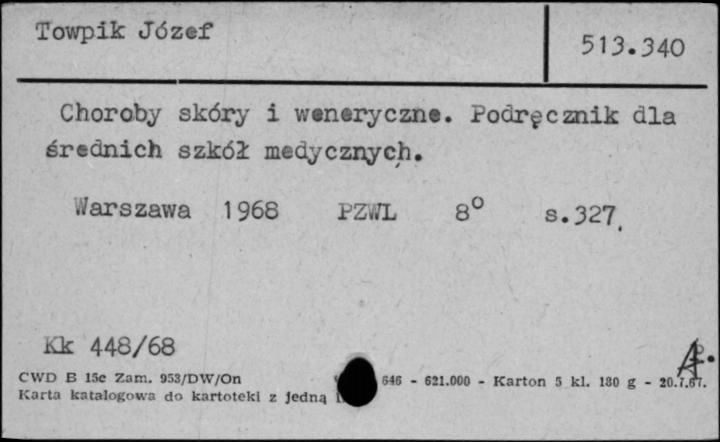 Towpik Józef
513.340
Choroby skóry i weneryczne. Podręcznik dla
średnich szkół medycznych.
Warszawa 1968 PZWL 8° s.327.
Kk 448/68
CWD B 15c Zam. 953/DW/On 646 - 621.000 - Karton 5 kl. 180 g - 20.7.67.
Karta katalogowa do kartoteki z jedną